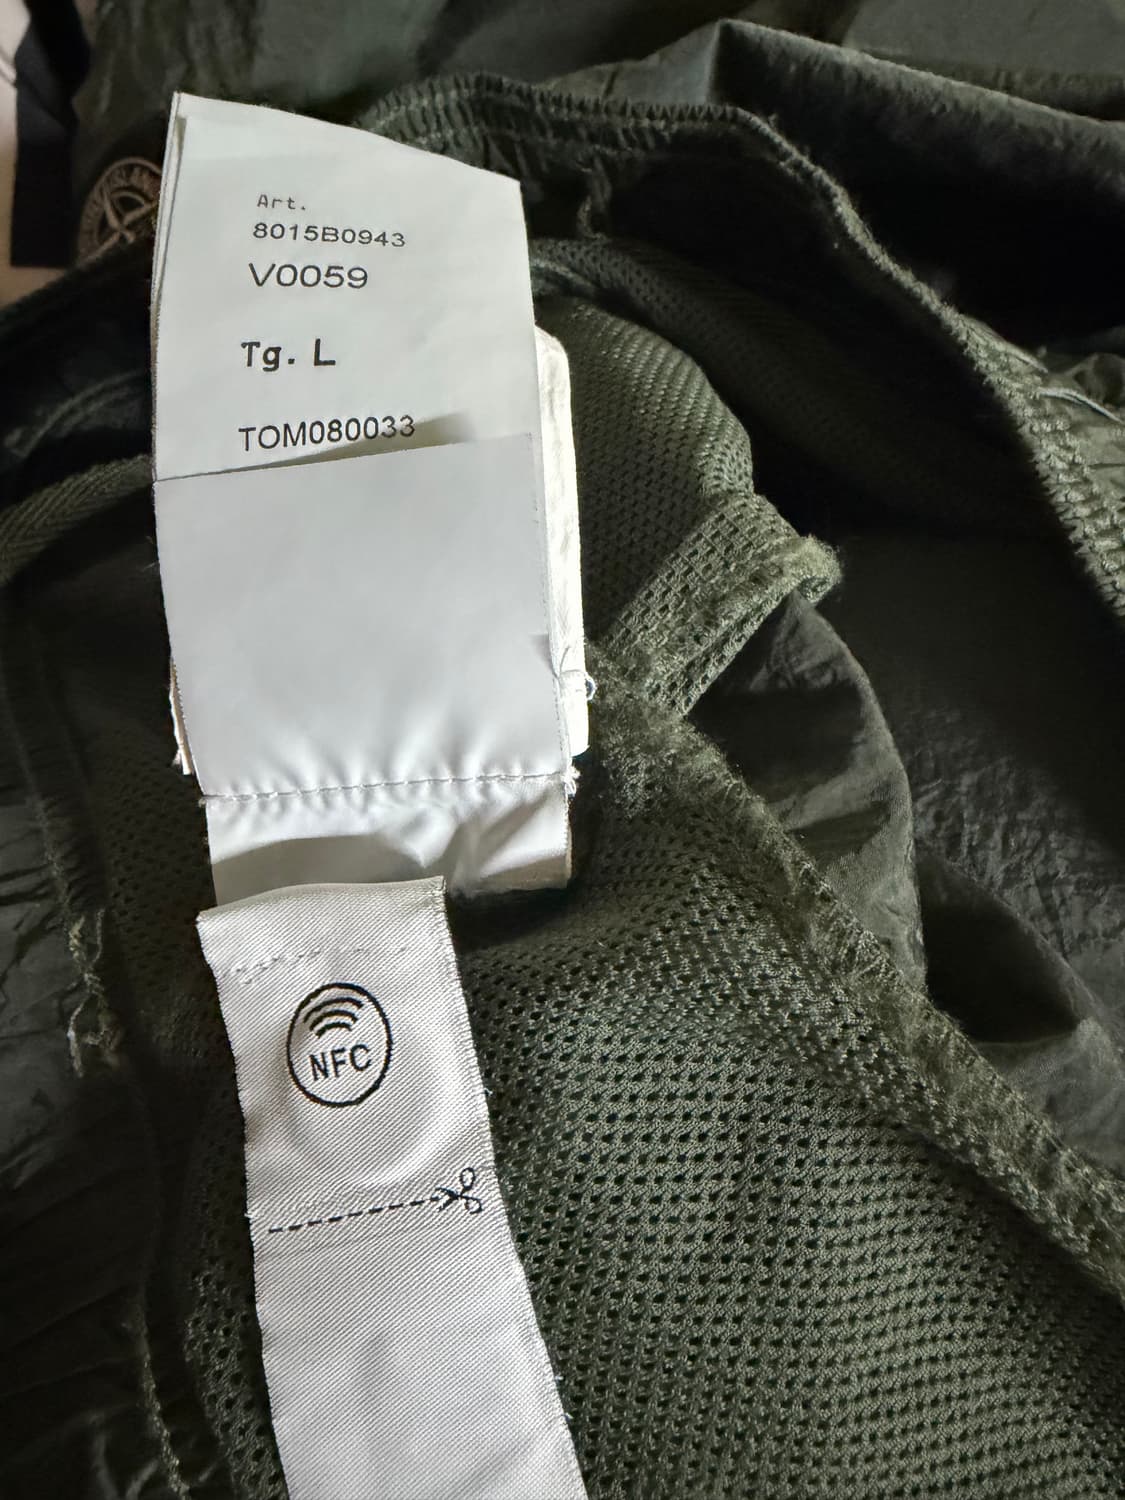 Art.
8015B0943
V0059
Tg. L
TOM080033
NFC